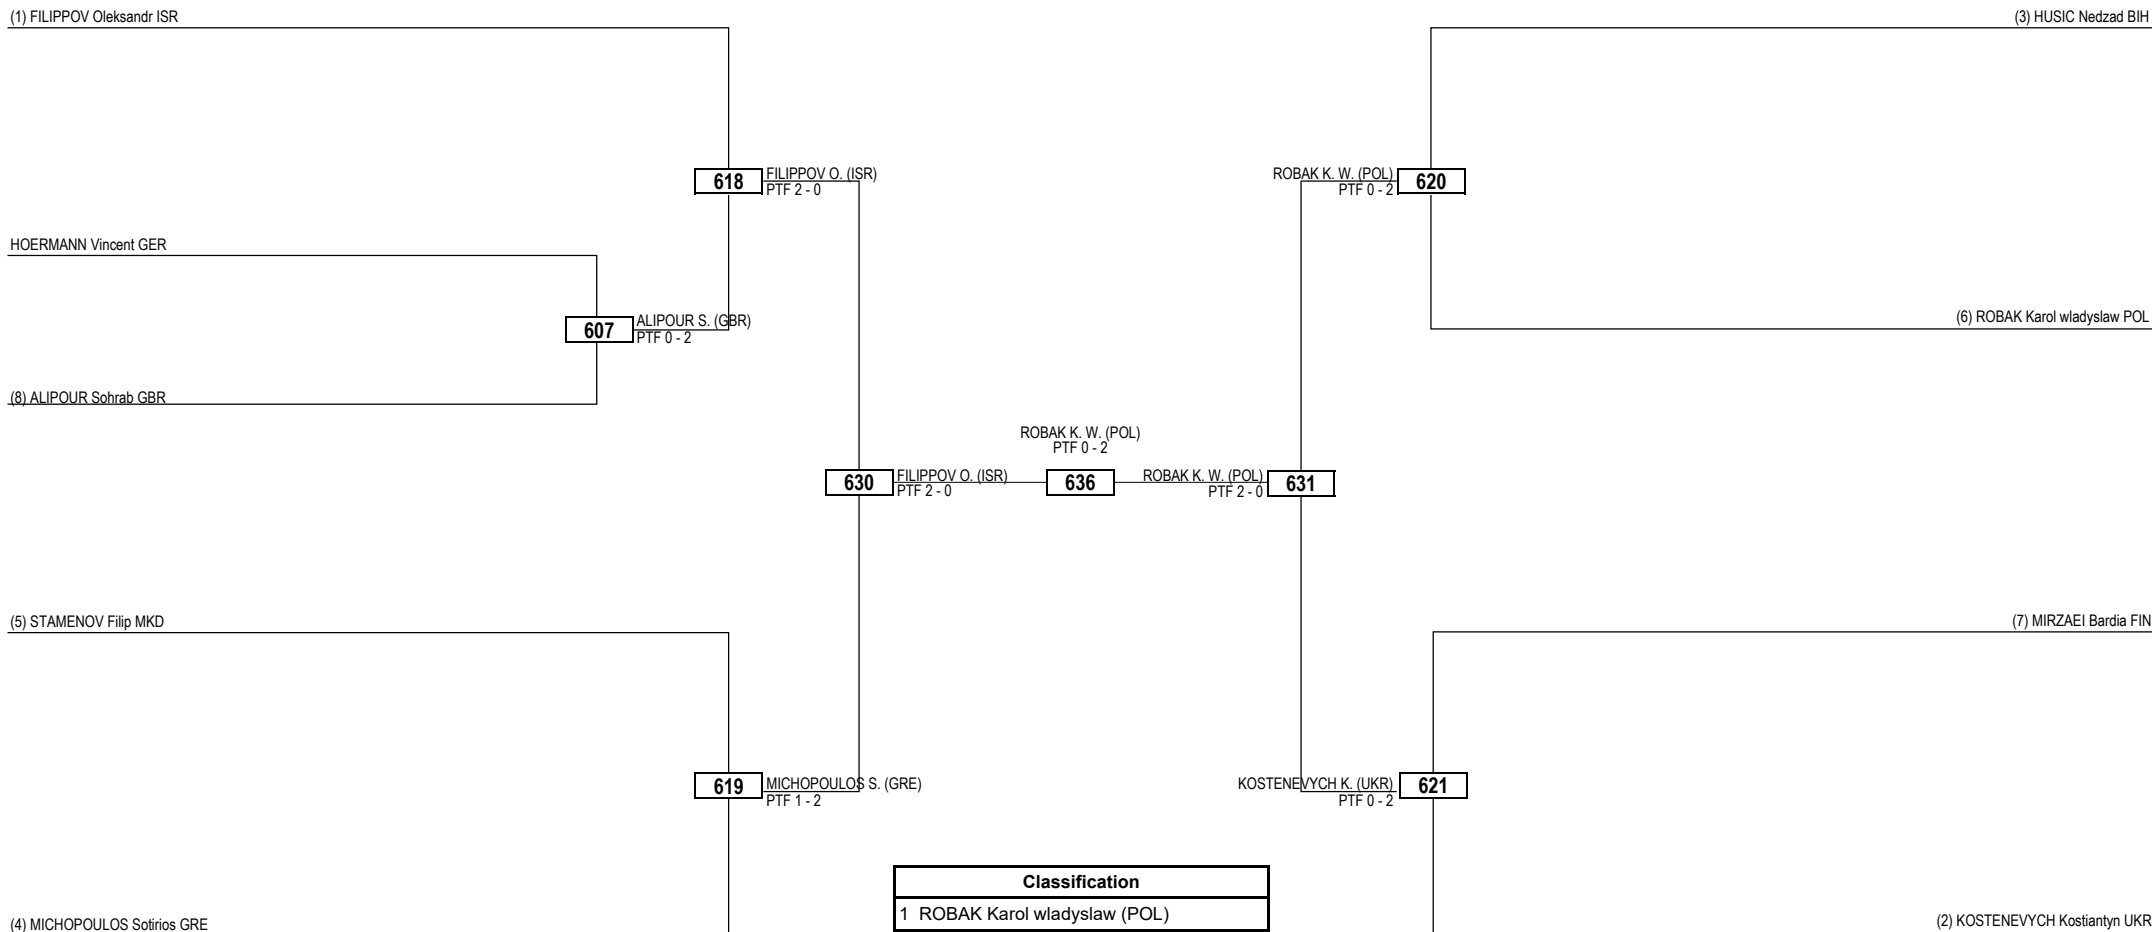 (1) FILIPPOV Oleksandr ISR
(3) HUSIC Nedzad BIH
618
FILIPPOV O. (ISR)
PTF 2 - 0
ROBAK K. W. (POL)
PTF 0 - 2
620
HOERMANN Vincent GER
607
ALIPOUR S. (GBR)
PTF 0 - 2
(6) ROBAK Karol wladyslaw POL
(8) ALIPOUR Sohrab GBR
ROBAK K. W. (POL)
PTF 0 - 2
630
FILIPPOV O. (ISR)
PTF 2 - 0
636
ROBAK K. W. (POL)
PTF 2 - 0
631
(5) STAMENOV Filip MKD
(7) MIRZAEI Bardia FIN
619
MICHOPOULOS S. (GRE)
PTF 1 - 2
KOSTENEVYCH K. (UKR)
PTF 0 - 2
621
Classification
1 ROBAK Karol wladyslaw (POL)
(4) MICHOPOULOS Sotirios GRE
(2) KOSTENEVYCH Kostiantyn UKR